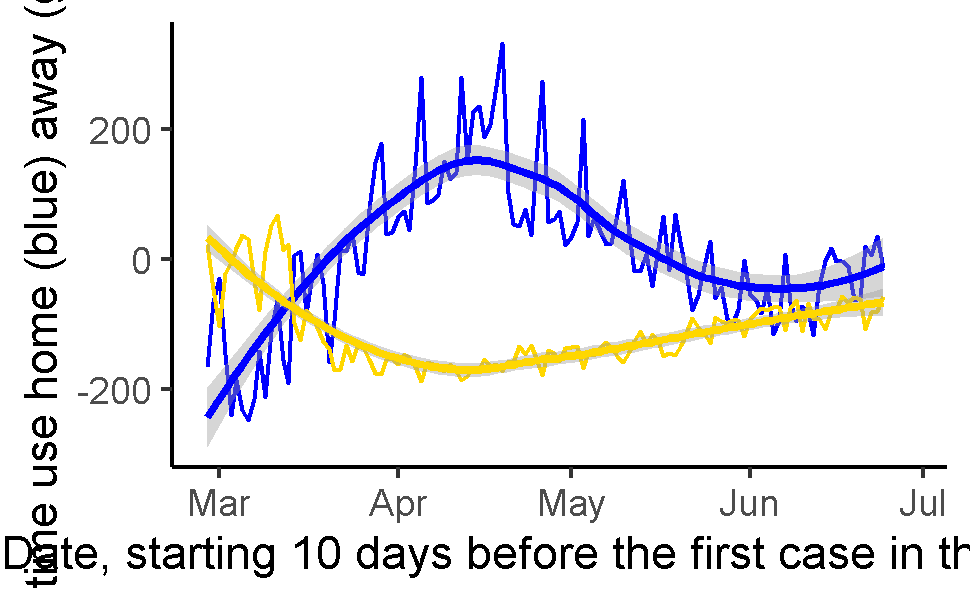 time use home (blue) away (
200
0
-200
Mar Apr May Jun Jul
Date, starting 10 days before the first case in